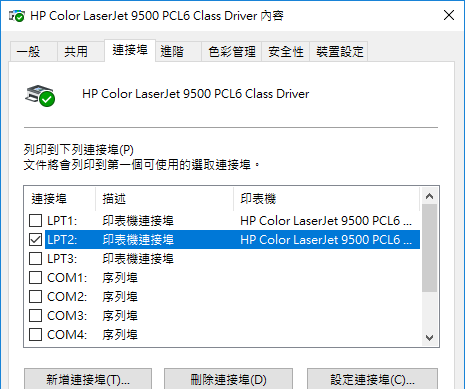 HP Color LaserJet 9500 PCL6 Class Driver 內容
一般 共用 連接埠 進階 色彩管理 安全性 裝置設定
HP Color LaserJet 9500 PCL6 Class Driver
列印到下列連接埠(P)
文件將會列印到第一個可使用的選取連接埠。
連接埠 描述 印表機
LPT1: 印表機連接埠 HP Color LaserJet 9500 PCL6 ...
LPT2: 印表機連接埠 HP Color LaserJet 9500 PCL6 ...
LPT3: 印表機連接埠
COM1: 序列埠
COM2: 序列埠
COM3: 序列埠
COM4: 序列埠
新增連接埠(T)... 刪除連接埠(D) 設定連接埠(C)...